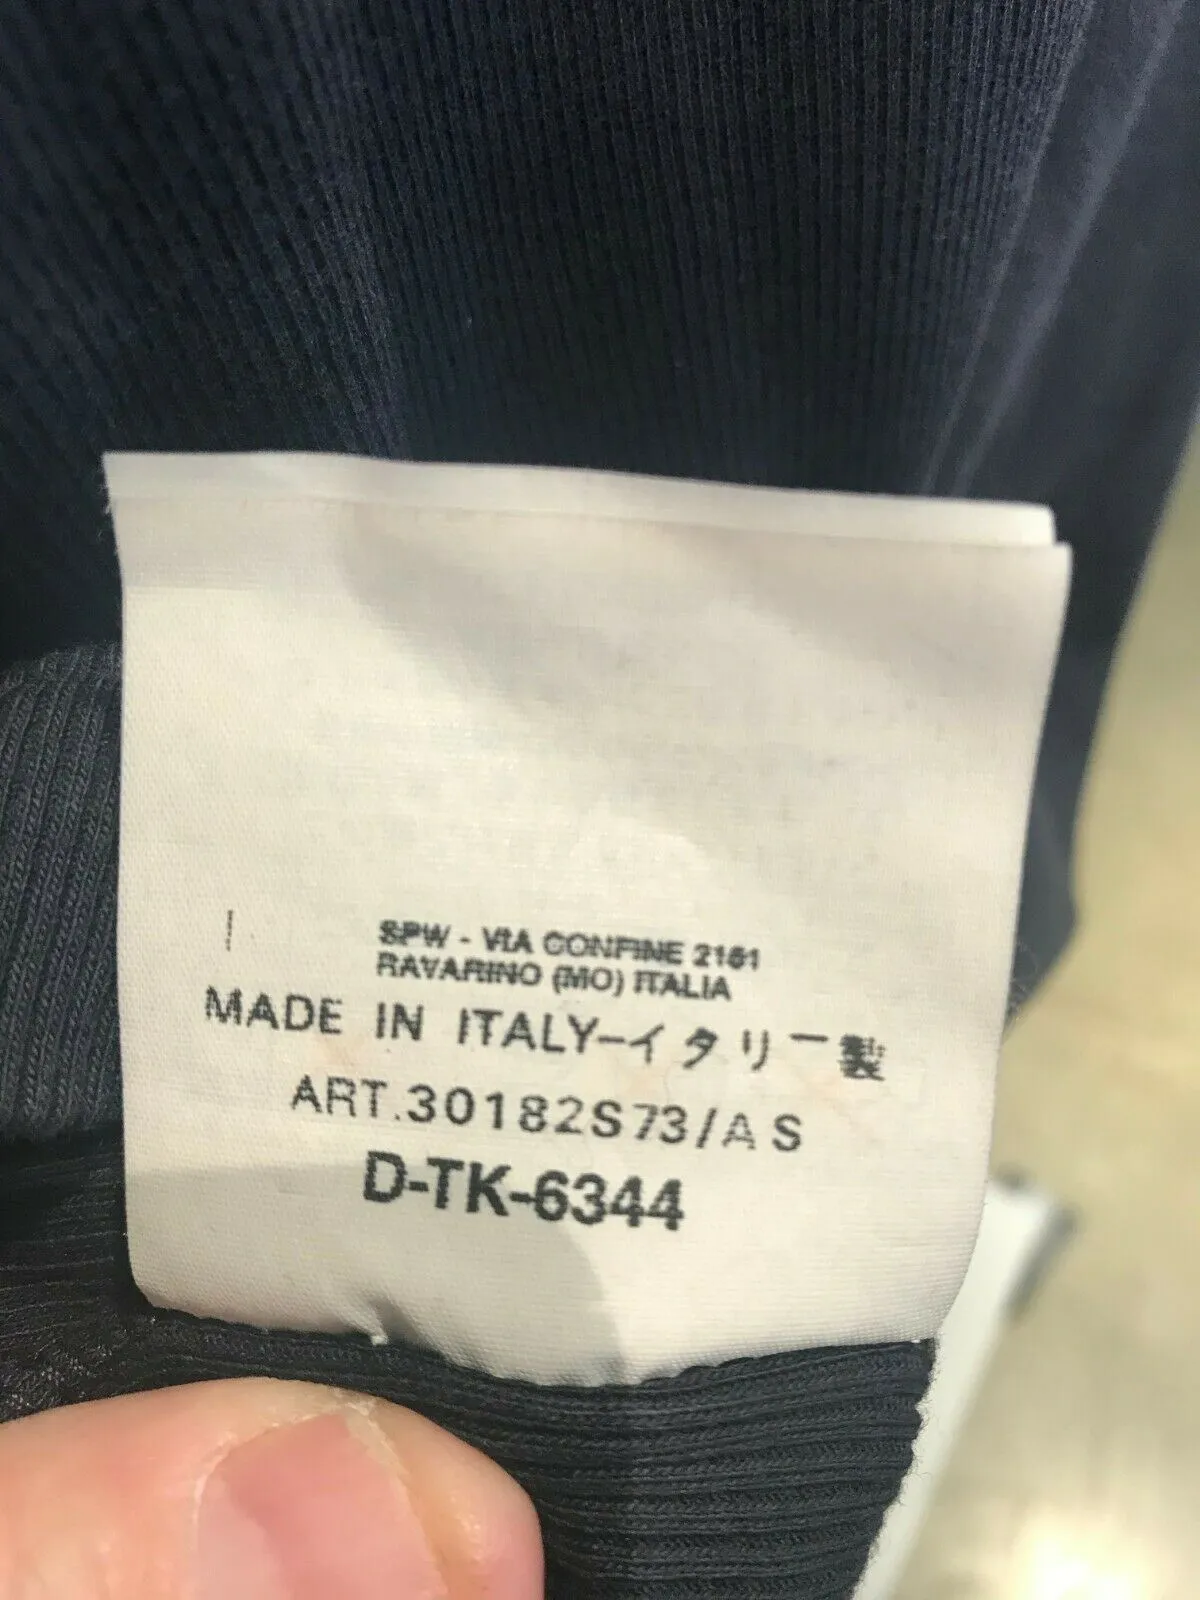 SPW - VIA CONFINE 2161
RAVARINO (MO) ITALIA
MADE IN ITALY-イタリー製
ART.30182S73/AS
D-TK-6344